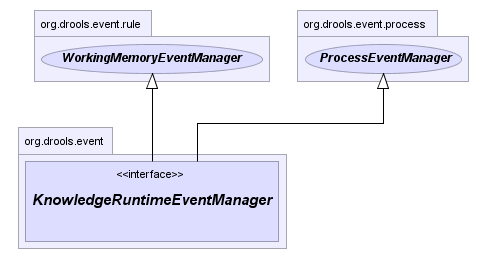 org.drools.event.rule
WorkingMemoryEventManager
org.drools.event.process
ProcessEventManager
org.drools.event
<<interface>>
KnowledgeRuntimeEventManager